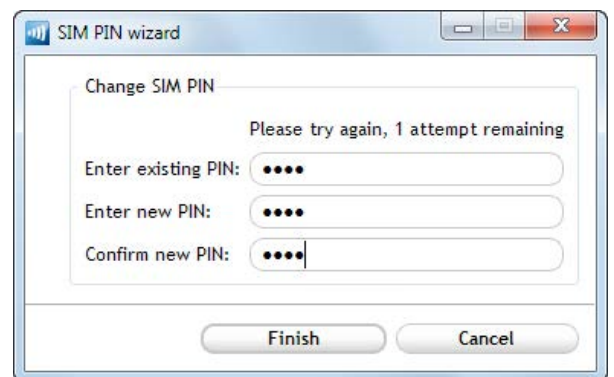 SIM PIN wizard
Change SIM PIN
Please try again, 1 attempt remaining
Enter existing PIN: ••••
Enter new PIN: ••••
Confirm new PIN: ••••
Finish Cancel